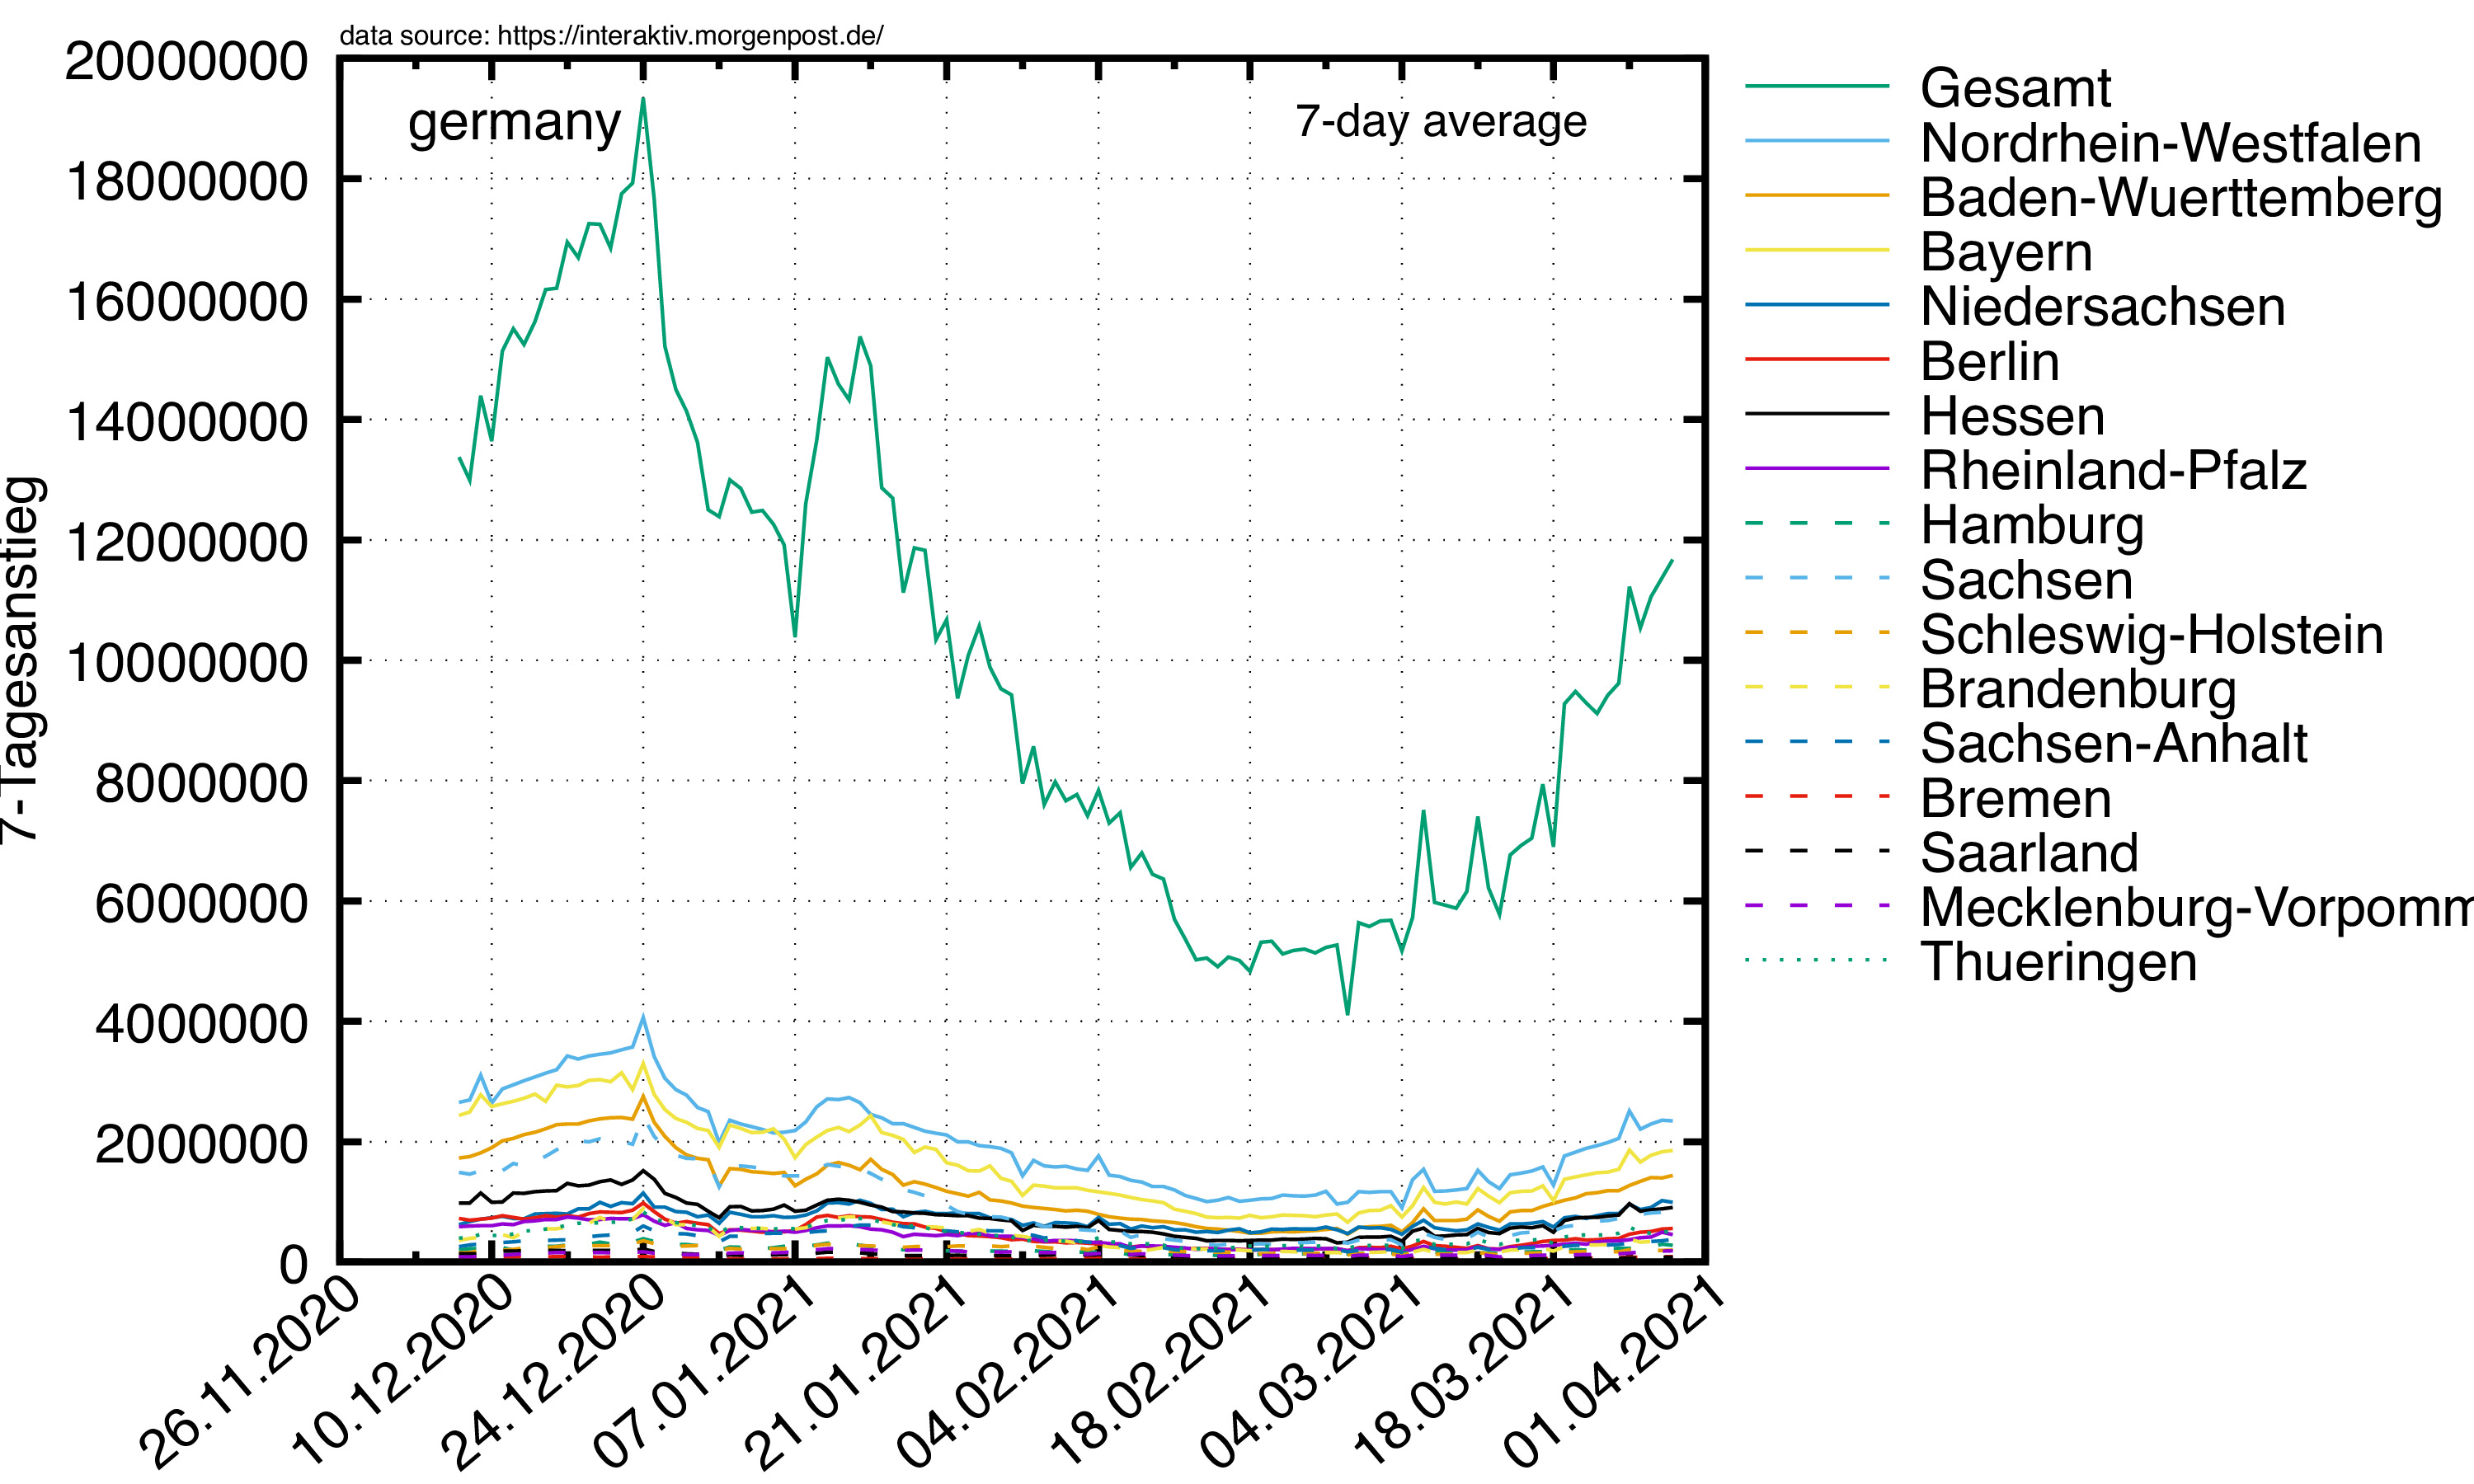 data source: https://interaktiv.morgenpost.de/
germany
7-day average
7-Tagesanstieg
20000000
18000000
16000000
14000000
12000000
10000000
8000000
6000000
4000000
2000000
0
26.11.2020
10.12.2020
24.12.2020
07.01.2021
21.01.2021
04.02.2021
18.02.2021
04.03.2021
18.03.2021
01.04.2021
Gesamt
Nordrhein-Westfalen
Baden-Wuerttemberg
Bayern
Niedersachsen
Berlin
Hessen
Rheinland-Pfalz
Hamburg
Sachsen
Schleswig-Holstein
Brandenburg
Sachsen-Anhalt
Bremen
Saarland
Mecklenburg-Vorpomm
Thueringen